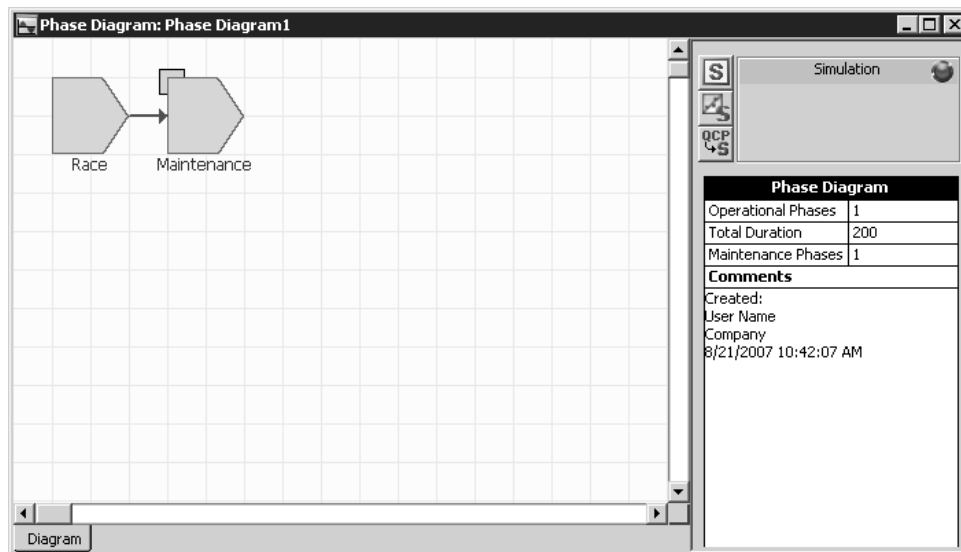 Phase Diagram: Phase Diagram1
Race
Maintenance
Diagram
S
S
QCP
S
Simulation
Phase Diagram
Operational Phases 1
Total Duration 200
Maintenance Phases 1
Comments
Created:
User Name
Company
8/21/2007 10:42:07 AM